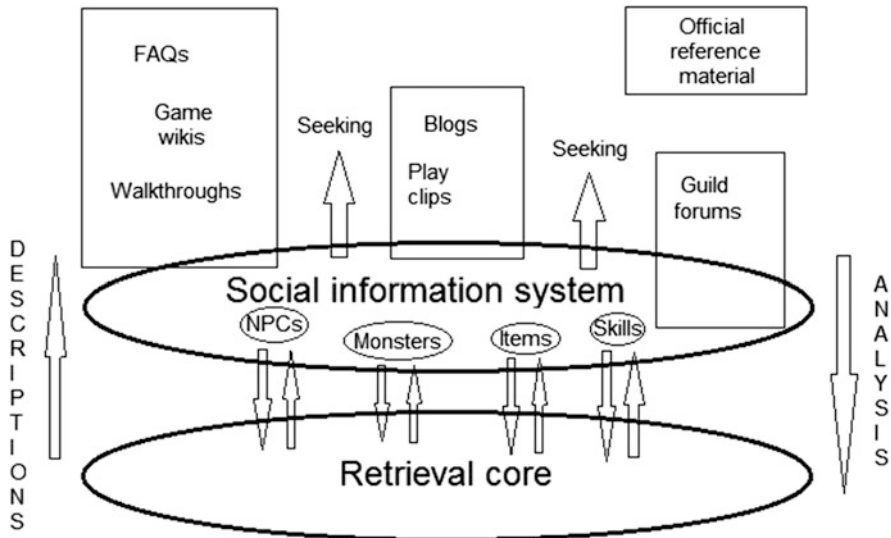 FAQs
Game
wikis
Walkthroughs
Seeking
Blogs
Play
clips
Seeking
Official
reference
material
Guild
forums
DESCRIPTIONS
ANALYSIS
Social information system
NPCs
Monsters
Items
Skills
Retrieval core